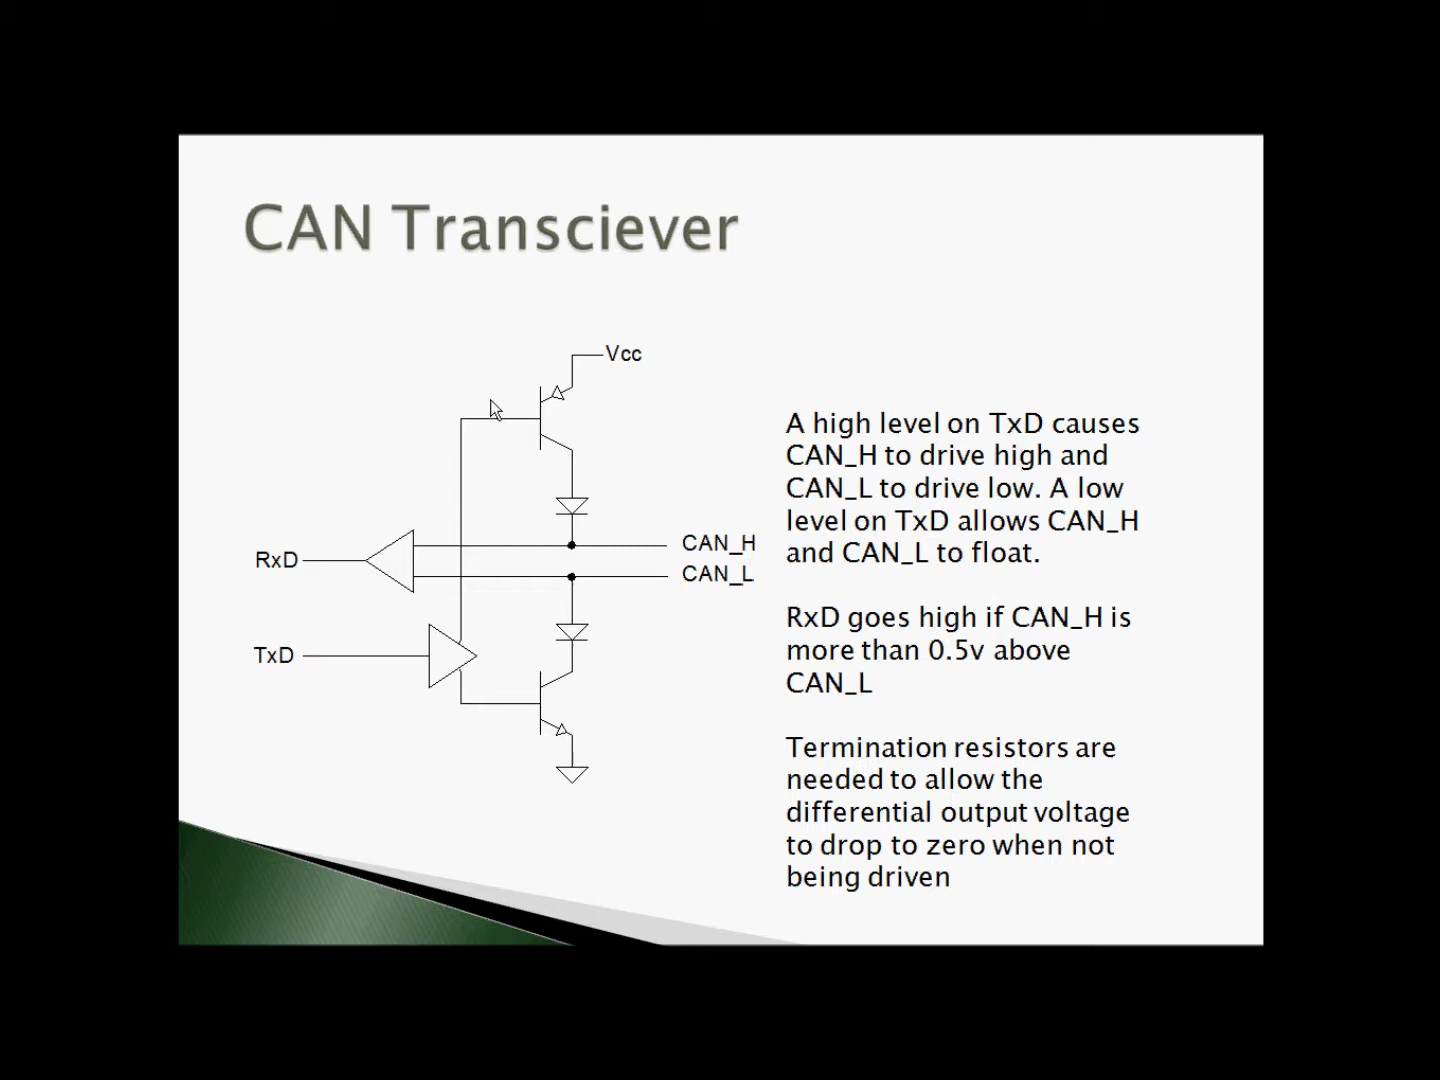 CAN Transciever
Vcc
CAN_H
CAN_L
RxD
TxD
A high level on TxD causes
CAN_H to drive high and
CAN_L to drive low. A low
level on TxD allows CAN_H
and CAN_L to float.
RxD goes high if CAN_H is
more than 0.5v above
CAN_L
Termination resistors are
needed to allow the
differential output voltage
to drop to zero when not
being driven